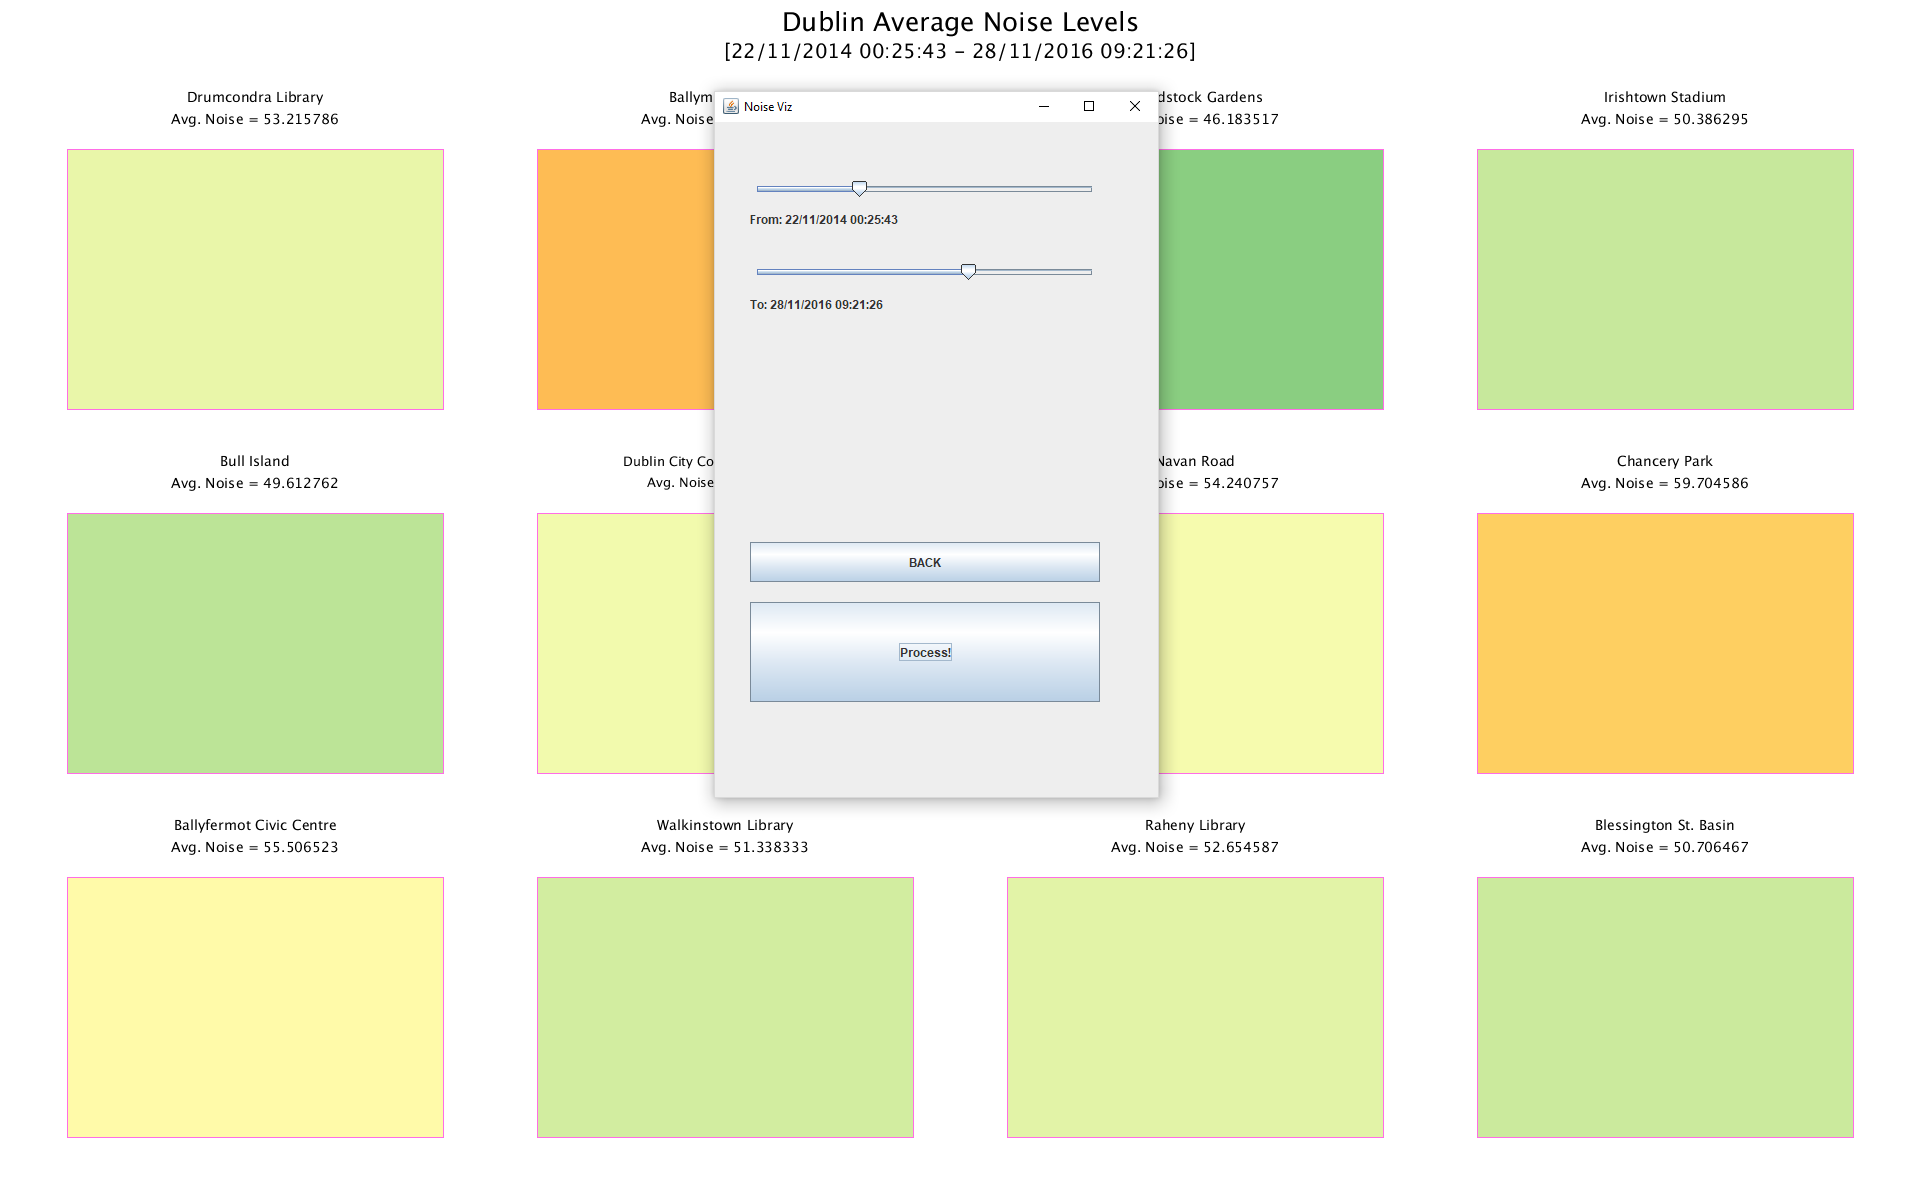 Dublin Average Noise Levels
[22/11/2014 00:25:43 - 28/11/2016 09:21:26]
Drumcondra Library
Avg. Noise = 53.215786
Avg. Noise
Gardens
= 46.183517
Irishtown Stadium
Avg. Noise = 50.386295
Noise Viz
From: 22/11/2014 00:25:43
To: 28/11/2016 09:21:26
BACK
Process!
Bull Island
Avg. Noise = 49.612762
Dublin City
Avg. Noise
Navan Road
= 54.240757
Chancery Park
Avg. Noise = 59.704586
Ballyfermot Civic Centre
Avg. Noise = 55.506523
Walkinstown Library
Avg. Noise = 51.338333
Raheny Library
Avg. Noise = 52.654587
Blessington St. Basin
Avg. Noise = 50.706467